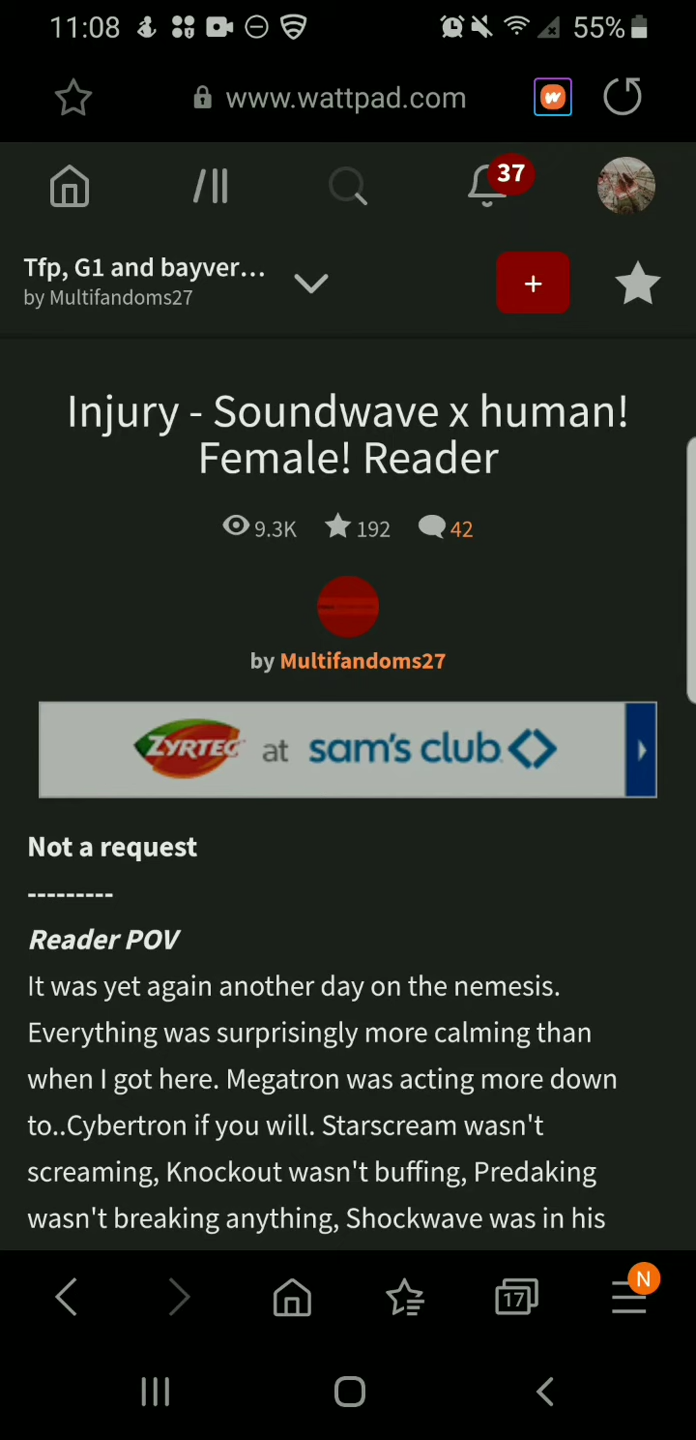 11:08 55%
www.wattpad.com
37
Tfp, G1 and bayver...
by Multifandoms27
+
Injury - Soundwave x human!
Female! Reader
9.3K 192 42
by Multifandoms27
ZYRTEC at sam's club
Not a request
---------
Reader POV
It was yet again another day on the nemesis.
Everything was surprisingly more calming than
when I got here. Megatron was acting more down
to..Cybertron if you will. Starscream wasn't
screaming, Knockout wasn't buffing, Predaking
wasn't breaking anything, Shockwave was in his
17 N